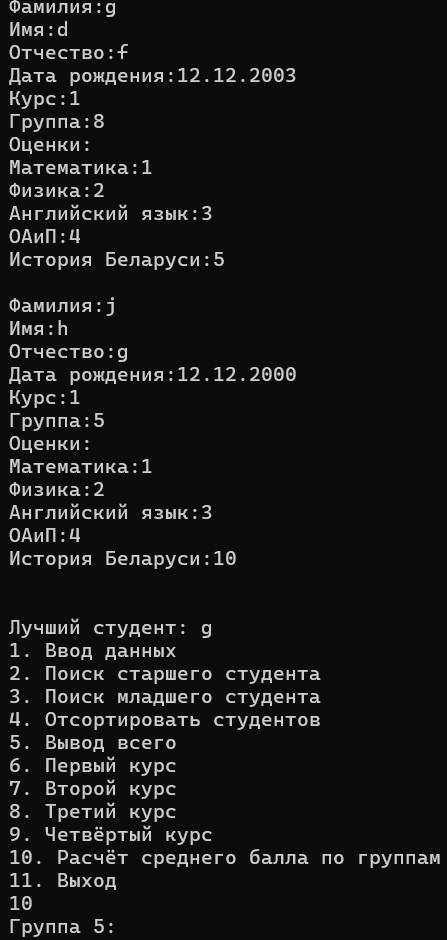 Фамилия:g
Имя:d
Отчество:f
Дата рождения:12.12.2003
Курс:1
Группа:8
Оценки:
Математика:1
Физика:2
Английский язык:3
ОАиП:4
История Беларуси:5
Фамилия:j
Имя:h
Отчество:g
Дата рождения:12.12.2000
Курс:1
Группа:5
Оценки:
Математика:1
Физика:2
Английский язык:3
ОАиП:4
История Беларуси:10
Лучший студент: g
1. Ввод данных
2. Поиск старшего студента
3. Поиск младшего студента
4. Отсортировать студентов
5. Вывод всего
6. Первый курс
7. Второй курс
8. Третий курс
9. Четвёртый курс
10. Расчёт среднего балла по группам
11. Выход
10
Группа 5: